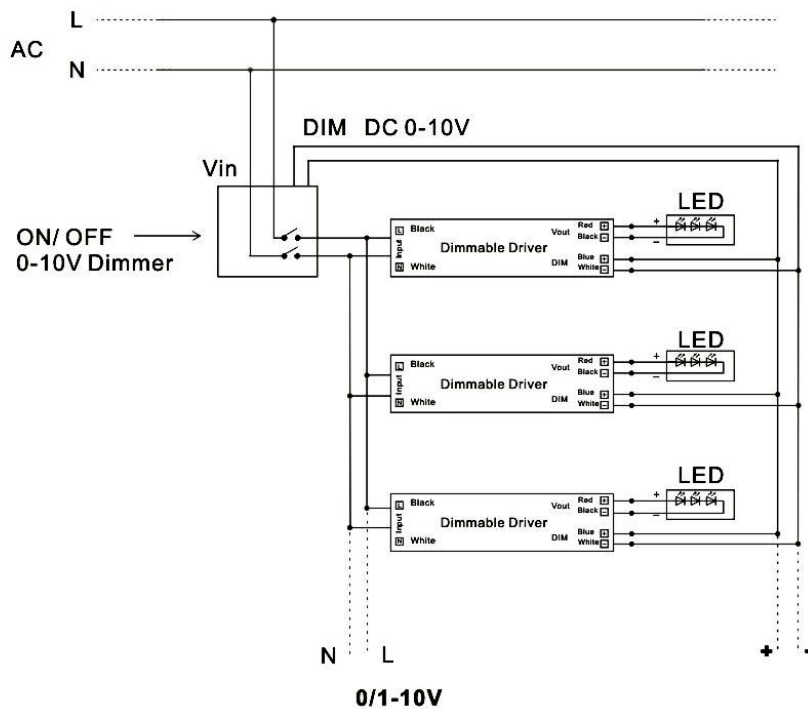 L
AC
N
DIM DC 0-10V
Vin
ON/ OFF
0-10V Dimmer
LED
L Black Input N White
Dimmable Driver
Vout Red +
Black −
DIM Blue +
White −
+
−
LED
L Black Input N White
Dimmable Driver
Vout Red +
Black −
DIM Blue +
White −
+
−
LED
L Black Input N White
Dimmable Driver
Vout Red +
Black −
DIM Blue +
White −
+
−
N L + -
0/1-10V